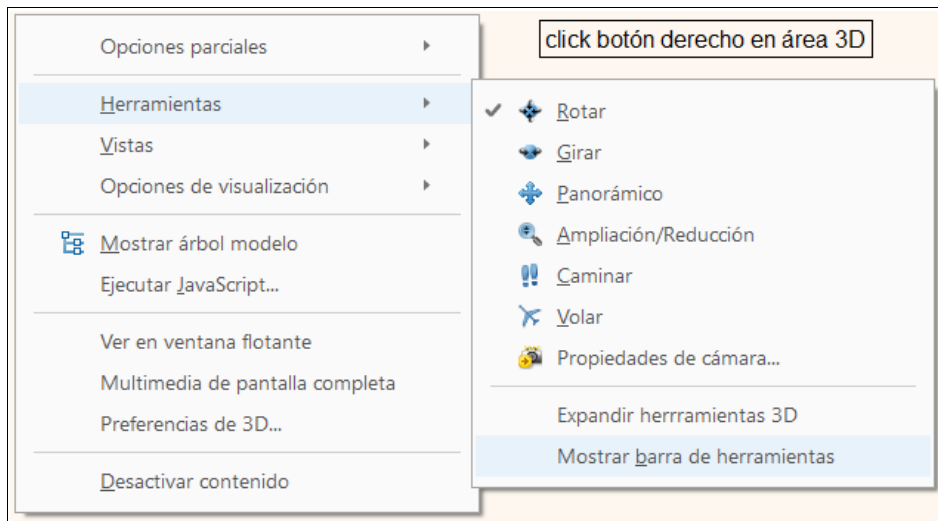 click botón derecho en área 3D
Opciones parciales
Herramientas
Vistas
Opciones de visualización
Mostrar árbol modelo
Ejecutar JavaScript...
Ver en ventana flotante
Multimedia de pantalla completa
Preferencias de 3D...
Desactivar contenido
Rotar
Girar
Panorámico
Ampliación/Reducción
Caminar
Volar
Propiedades de cámara...
Expandir herrramientas 3D
Mostrar barra de herramientas